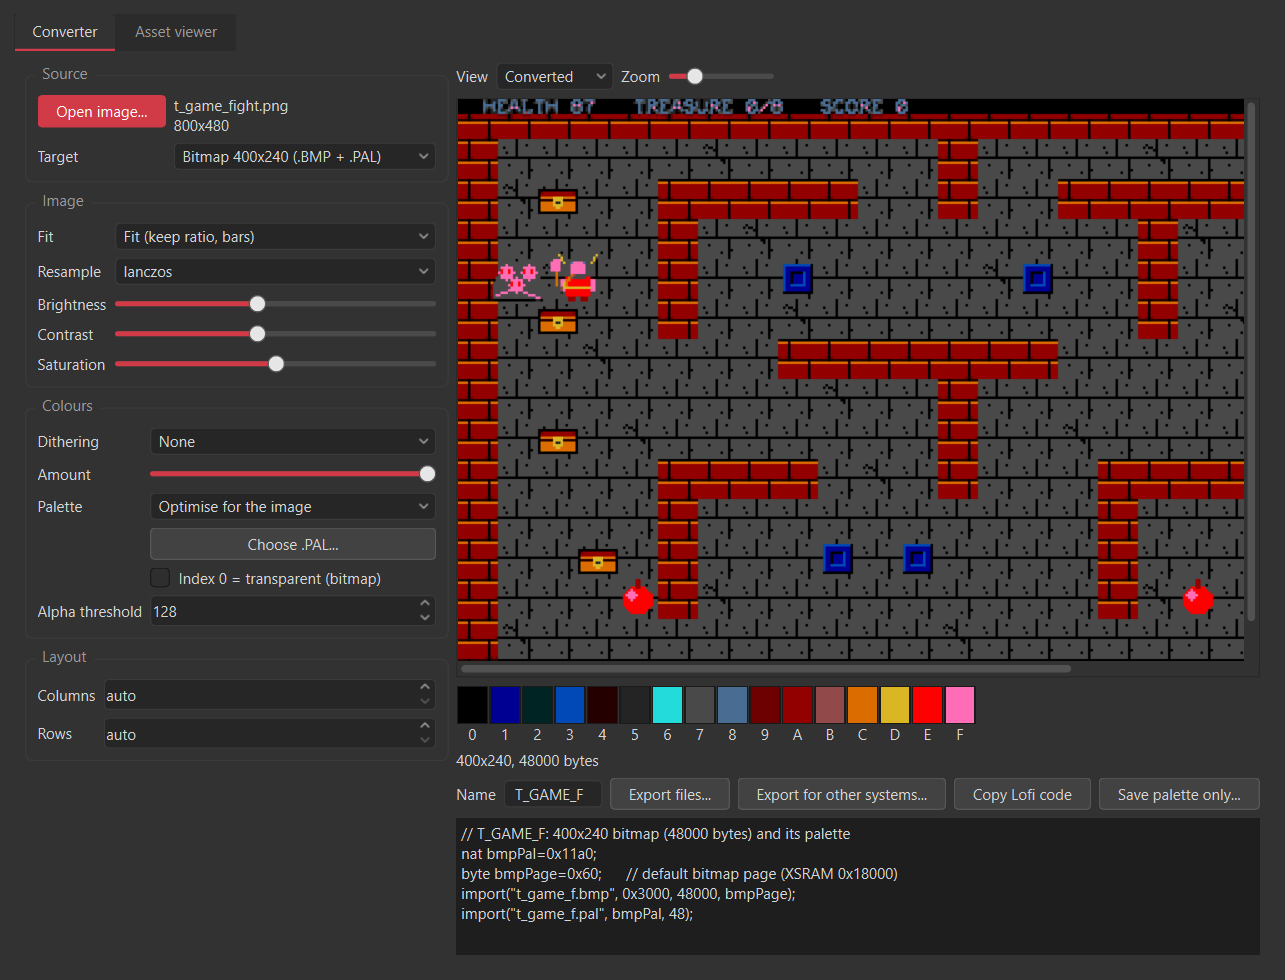 Converter
Asset viewer
Source
Open image...
t_game_fight.png
800x480
Target
Bitmap 400x240 (.BMP + .PAL)
Image
Fit
Fit (keep ratio, bars)
Resample
lanczos
Brightness
Contrast
Saturation
Colours
Dithering
None
Amount
Palette
Optimise for the image
Choose .PAL...
Index 0 = transparent (bitmap)
Alpha threshold
128
Layout
Columns
auto
Rows
auto
View
Converted
Zoom
HEALTH 87 TREASURE 0/8 SCORE 0
0 1 2 3 4 5 6 7 8 9 A B C D E F
400x240, 48000 bytes
Name
T_GAME_F
Export files...
Export for other systems...
Copy Lofi code
Save palette only...
// T_GAME_F: 400x240 bitmap (48000 bytes) and its palette
nat bmpPal=0x11a0;
byte bmpPage=0x60; // default bitmap page (XSRAM 0x18000)
import("t_game_f.bmp", 0x3000, 48000, bmpPage);
import("t_game_f.pal", bmpPal, 48);